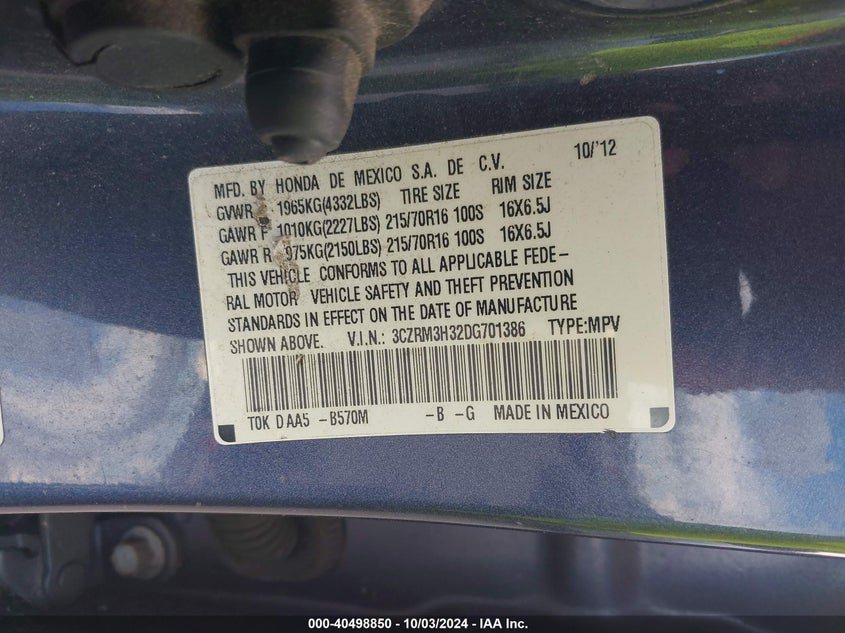 MFD. BY HONDA DE MEXICO S.A. DE C.V. 10/'12
GVWR 1965KG(4332LBS) TIRE SIZE RIM SIZE
GAWR F 1010KG(2227LBS) 215/70R16 100S 16X6.5J
GAWR R 975KG(2150LBS) 215/70R16 100S 16X6.5J
THIS VEHICLE CONFORMS TO ALL APPLICABLE FEDE-
RAL MOTOR VEHICLE SAFETY AND THEFT PREVENTION
STANDARDS IN EFFECT ON THE DATE OF MANUFACTURE
SHOWN ABOVE. V.I.N.: 3CZRM3H32DG701386 TYPE:MPV
T0K D AA5 -B570M -B -G MADE IN MEXICO
000-40498850 - 10/03/2024 - IAA Inc.